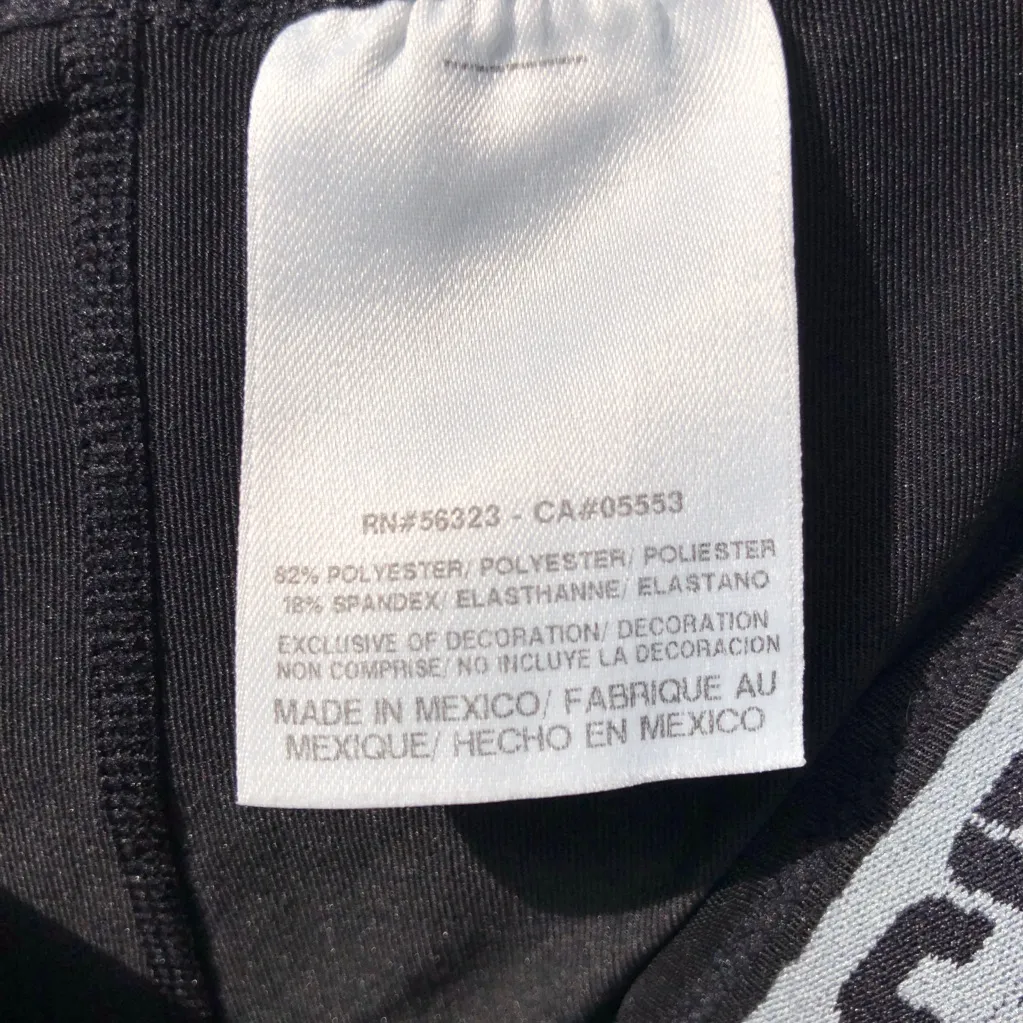 RN#56323 - CA#05553
82% POLYESTER/ POLYESTER/ POLIESTER
18% SPANDEX/ ELASTHANNE/ ELASTANO
EXCLUSIVE OF DECORATION/ DECORATION
NON COMPRISE/ NO INCLUYE LA DECORACION
MADE IN MEXICO/ FABRIQUE AU
MEXIQUE/ HECHO EN MEXICO